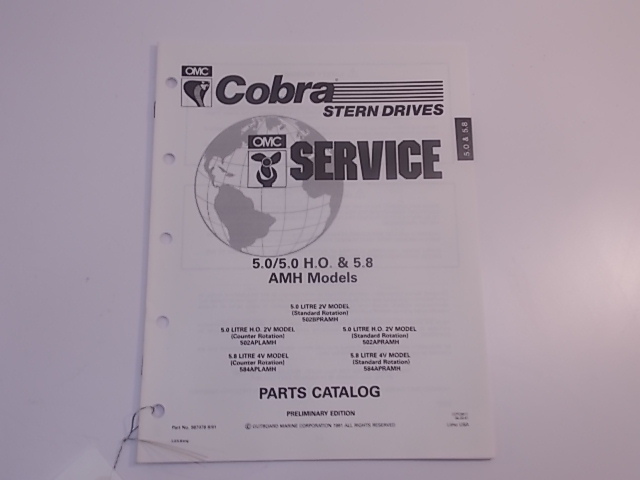 OMC
Cobra
STERN DRIVES
5.0 & 5.8
OMC
SERVICE
5.0/5.0 H.O. & 5.8
AMH Models
5.0 LITRE 2V MODEL
(Standard Rotation)
502BPRAMH
5.0 LITRE H.O. 2V MODEL
(Counter Rotation)
502APLAMH
5.0 LITRE H.O. 2V MODEL
(Standard Rotation)
502APRAMH
5.8 LITRE 4V MODEL
(Counter Rotation)
584APLAMH
5.8 LITRE 4V MODEL
(Standard Rotation)
584APRAMH
PARTS CATALOG
PRELIMINARY EDITION
Part No.
© OUTBOARD MARINE CORPORATION 1991 ALL RIGHTS RESERVED